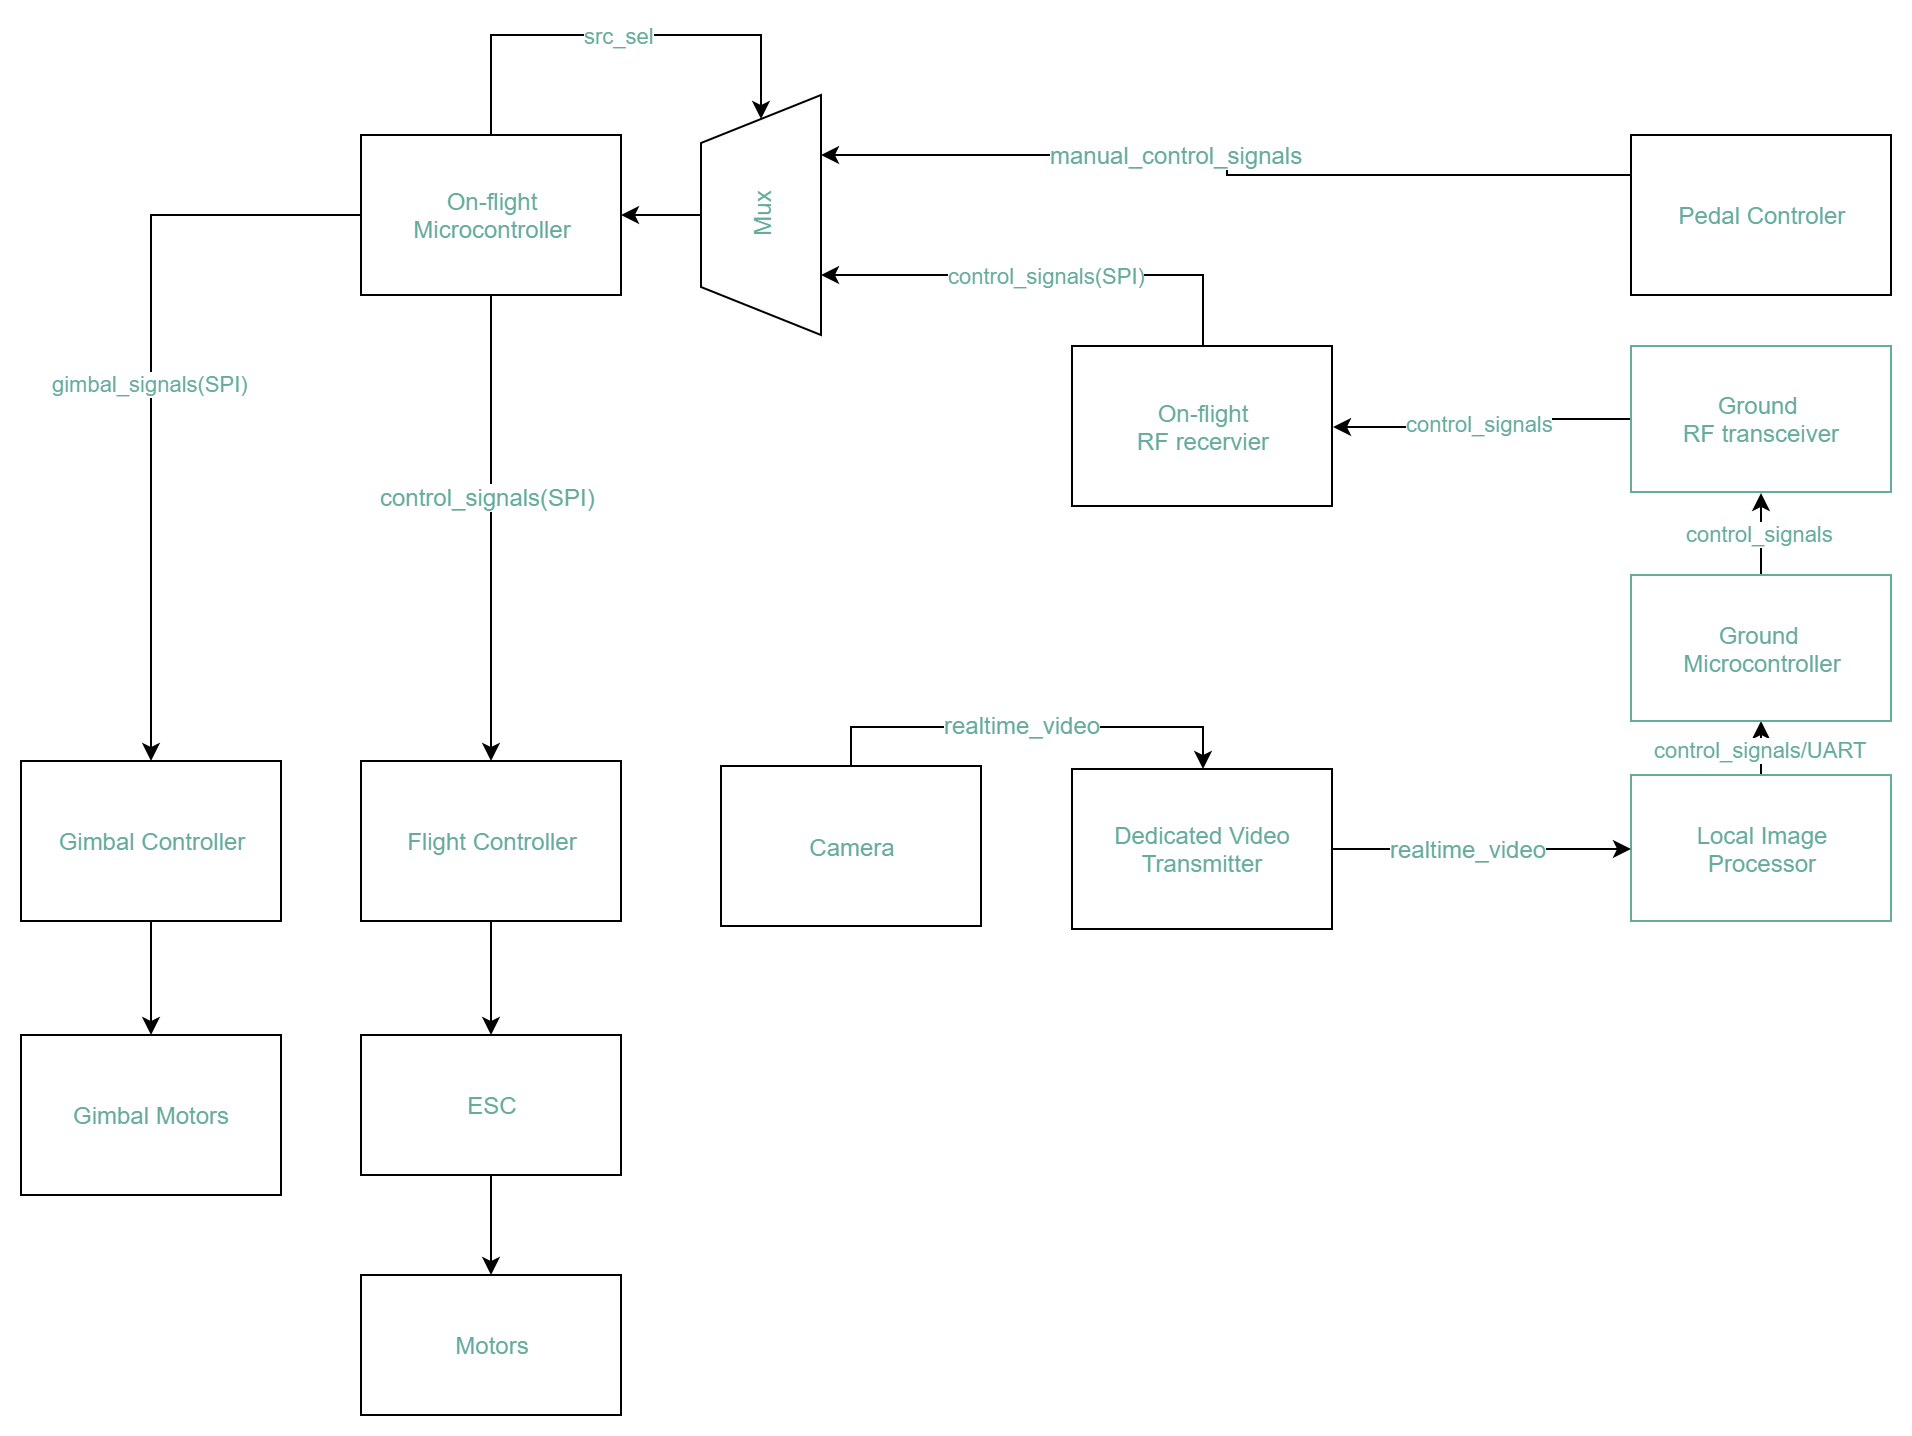 src_sel
On-flight
Microcontroller
Mux
manual_control_signals
Pedal Controler
control_signals(SPI)
gimbal_signals(SPI)
On-flight
RF recervier
control_signals
Ground
RF transceiver
control_signals(SPI)
control_signals
Ground
Microcontroller
realtime_video
control_signals/UART
Gimbal Controller
Flight Controller
Camera
Dedicated Video
Transmitter
realtime_video
Local Image
Processor
Gimbal Motors
ESC
Motors